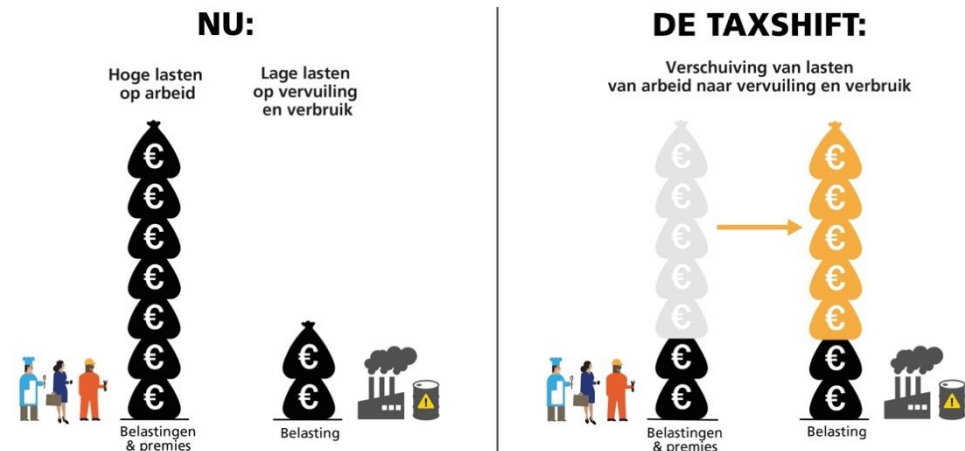 NU:
Hoge lasten
op arbeid
Lage lasten
op vervuiling
en verbruik
€
€
€
€
€
€
€
€
€
Belastingen
& premies
Belasting
DE TAXSHIFT:
Verschuiving van lasten
van arbeid naar vervuiling en verbruik
€
€
€
€
€
€
€
€
€
€
€
€
€
€
Belastingen
& premies
Belasting